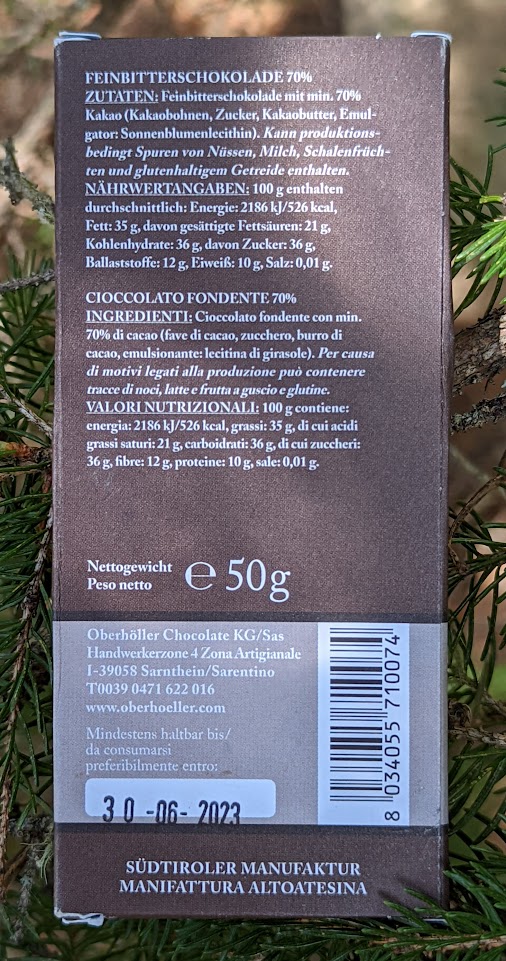 FEINBITTERSCHOKOLADE 70%
ZUTATEN: Feinbitterschokolade mit min. 70%
Kakao (Kakaobohnen, Zucker, Kakaobutter, Emul-
gator: Sonnenblumenlecithin). Kann produktions-
bedingt Spuren von Nüssen, Milch, Schalenfrüch-
ten und glutenhaltigem Getreide enthalten.
NÄHRWERTANGABEN: 100 g enthalten
durchschnittlich: Energie: 2186 kJ/526 kcal,
Fett: 35 g, davon gesättigte Fettsäuren: 21 g,
Kohlenhydrate: 36 g, davon Zucker: 36 g,
Ballaststoffe: 12 g, Eiweiß: 10 g, Salz: 0,01 g.
CIOCCOLATO FONDENTE 70%
INGREDIENTI: Cioccolato fondente con min.
70% di cacao (fave di cacao, zucchero, burro di
cacao, emulsionante: lecitina di girasole). Per causa
di motivi legati alla produzione può contenere
tracce di noci, latte e frutta a guscio e glutine.
VALORI NUTRIZIONALI: 100 g contiene:
energia: 2186 kJ/526 kcal, grassi: 35 g, di cui acidi
grassi saturi: 21 g, carboidrati: 36 g, di cui zuccheri:
36 g, fibre: 12 g, proteine: 10 g, sale: 0,01 g.
Nettogewicht
Peso netto
℮ 50g
Oberhöller Chocolate KG/Sas
Handwerkerzone 4 Zona Artigianale
I-39058 Sarnthein/Sarentino
T0039 0471 622 016
www.oberhoeller.com
Mindestens haltbar bis/
da consumarsi
preferibilmente entro:
30-06-2023
8 034055 710074
SÜDTIROLER MANUFAKTUR
MANIFATTURA ALTOATESINA